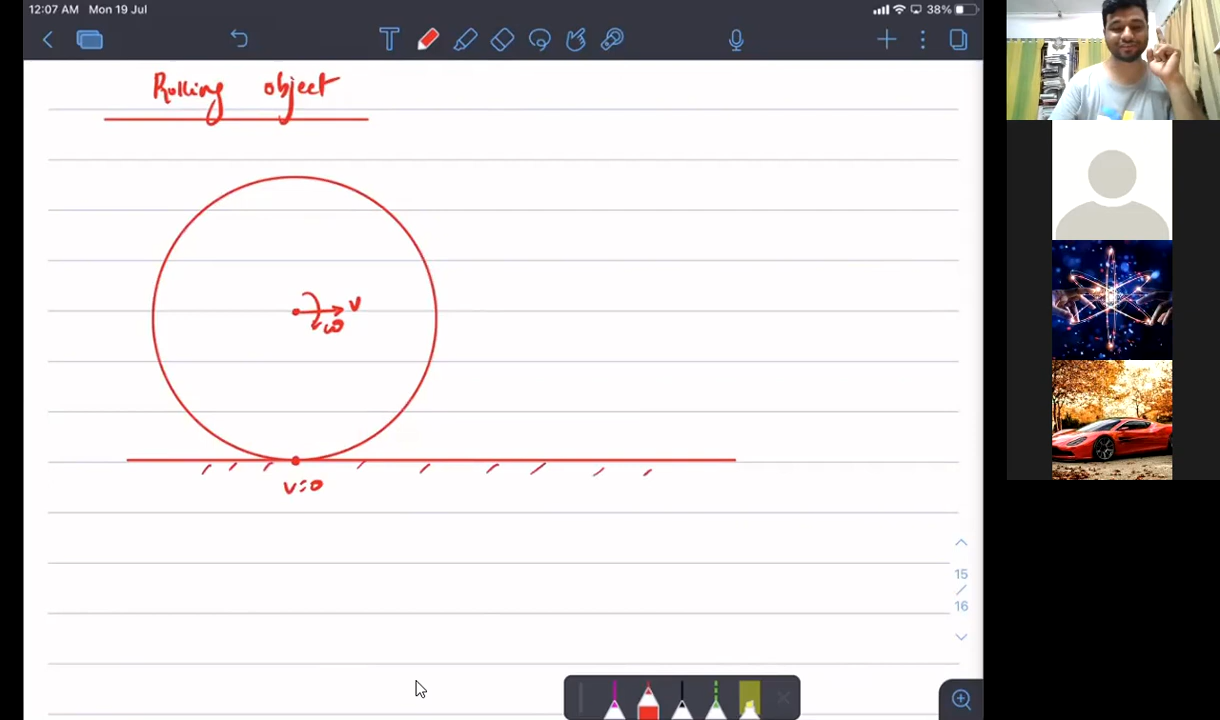 12:07 AM Mon 19 Jul
38%
T
Rolling object
v
ω
v=0
15
/
16